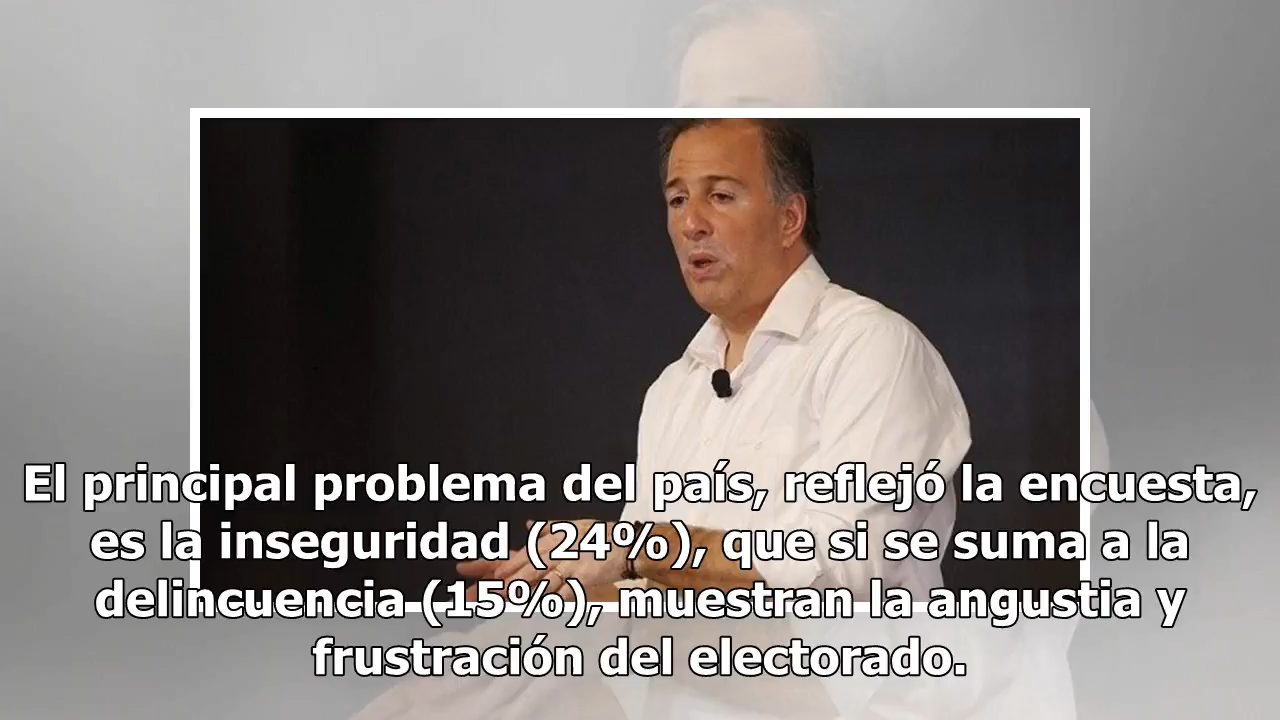 El principal problema del país, reflejó la encuesta,
es la inseguridad (24%), que si se suma a la
delincuencia (15%), muestran la angustia y
frustración del electorado.